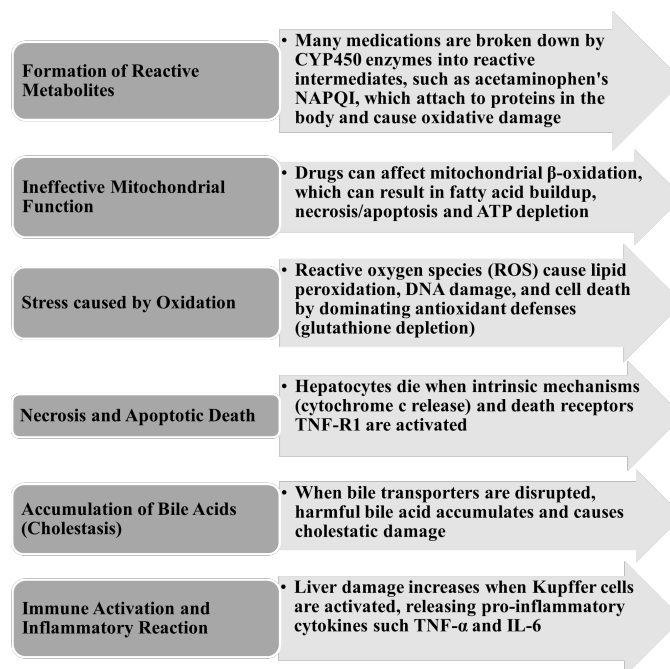 Formation of Reactive
Metabolites
• Many medications are broken down by
CYP450 enzymes into reactive
intermediates, such as acetaminophen's
NAPQI, which attach to proteins in the
body and cause oxidative damage
Ineffective Mitochondrial
Function
• Drugs can affect mitochondrial β-oxidation,
which can result in fatty acid buildup,
necrosis/apoptosis and ATP depletion
Stress caused by Oxidation
• Reactive oxygen species (ROS) cause lipid
peroxidation, DNA damage, and cell death
by dominating antioxidant defenses
(glutathione depletion)
Necrosis and Apoptotic Death
• Hepatocytes die when intrinsic mechanisms
(cytochrome c release) and death receptors
TNF-R1 are activated
Accumulation of Bile Acids
(Cholestasis)
• When bile transporters are disrupted,
harmful bile acid accumulates and causes
cholestatic damage
Immune Activation and
Inflammatory Reaction
• Liver damage increases when Kupffer cells
are activated, releasing pro-inflammatory
cytokines such TNF-α and IL-6